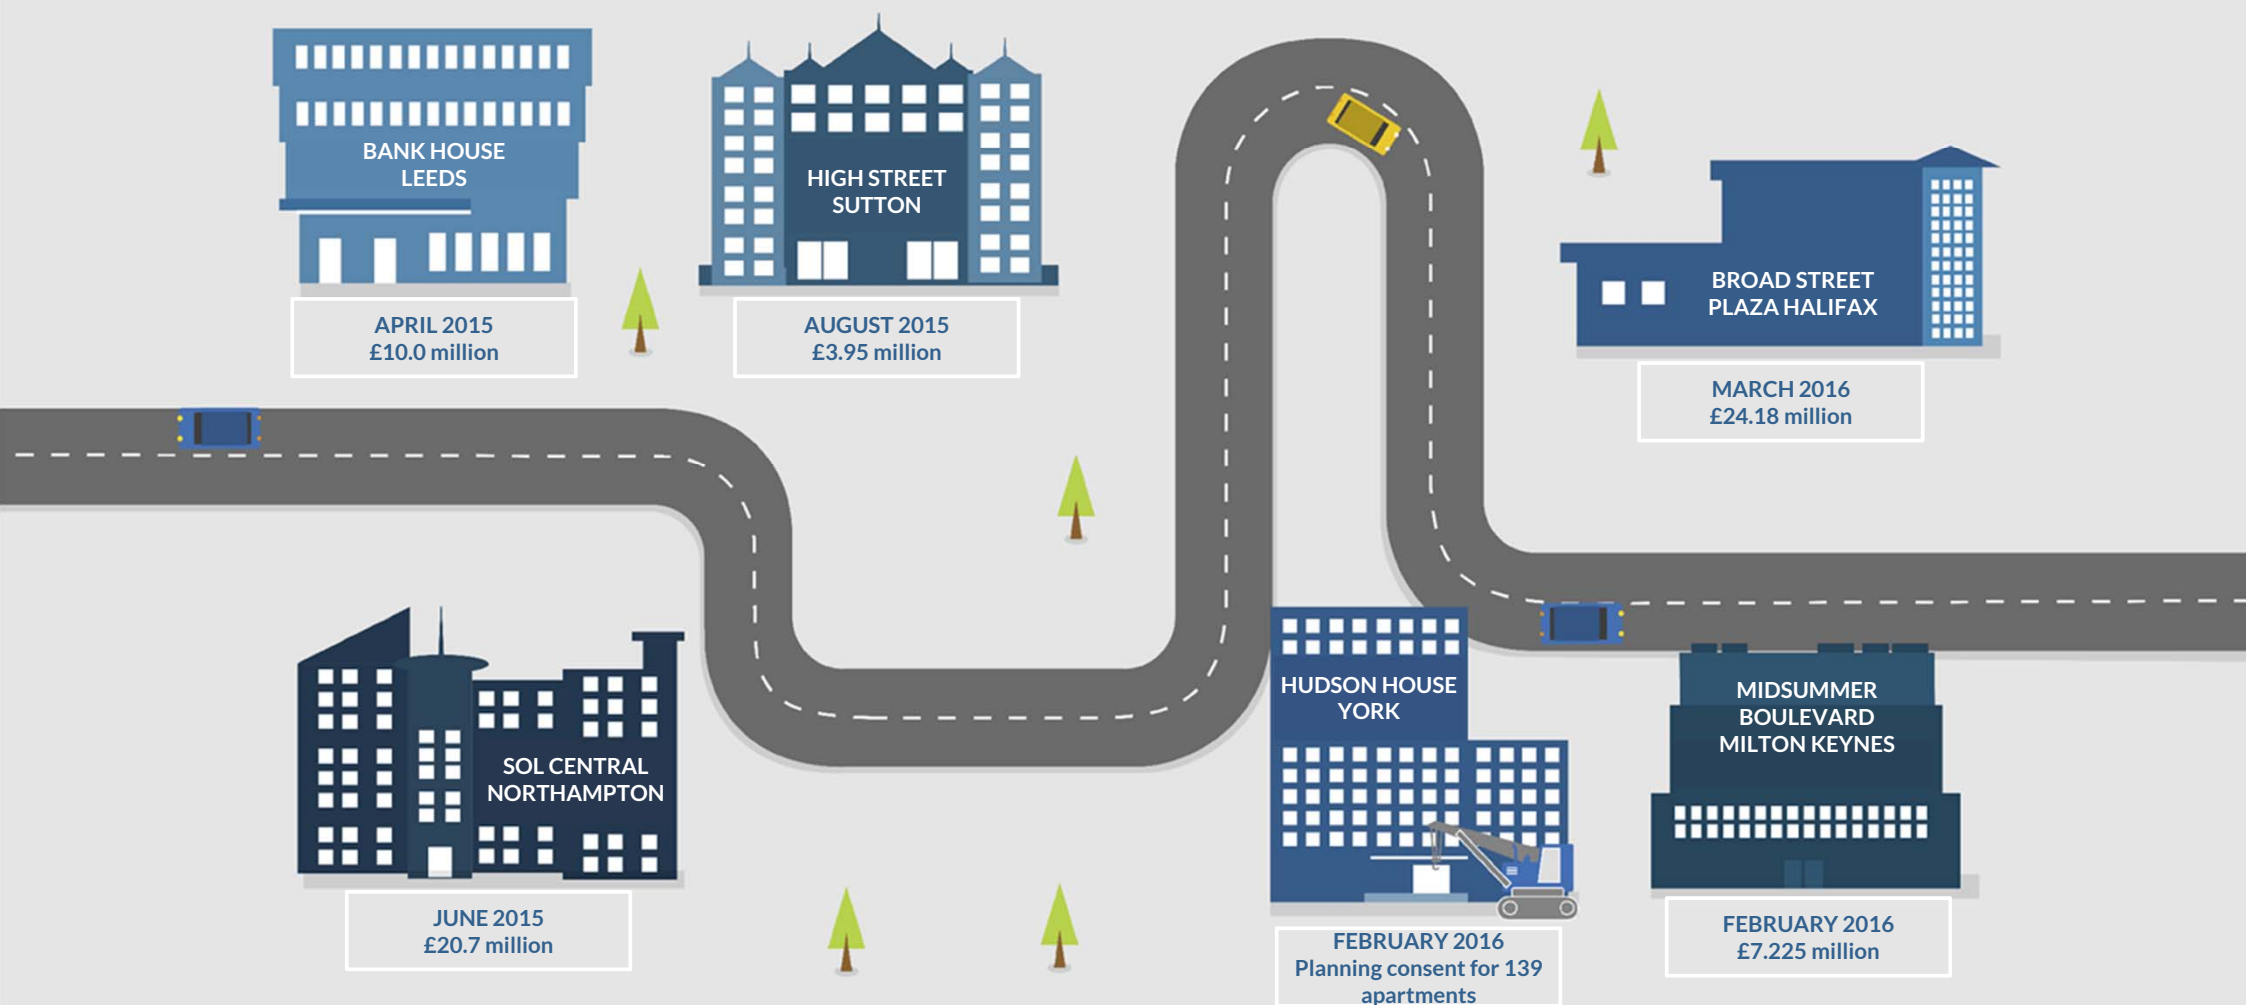 BANK HOUSE
LEEDS
APRIL 2015
£10.0 million
HIGH STREET
SUTTON
AUGUST 2015
£3.95 million
BROAD STREET
PLAZA HALIFAX
MARCH 2016
£24.18 million
SOL CENTRAL
NORTHAMPTON
JUNE 2015
£20.7 million
HUDSON HOUSE
YORK
FEBRUARY 2016
Planning consent for 139
apartments
MIDSUMMER
BOULEVARD
MILTON KEYNES
FEBRUARY 2016
£7.225 million